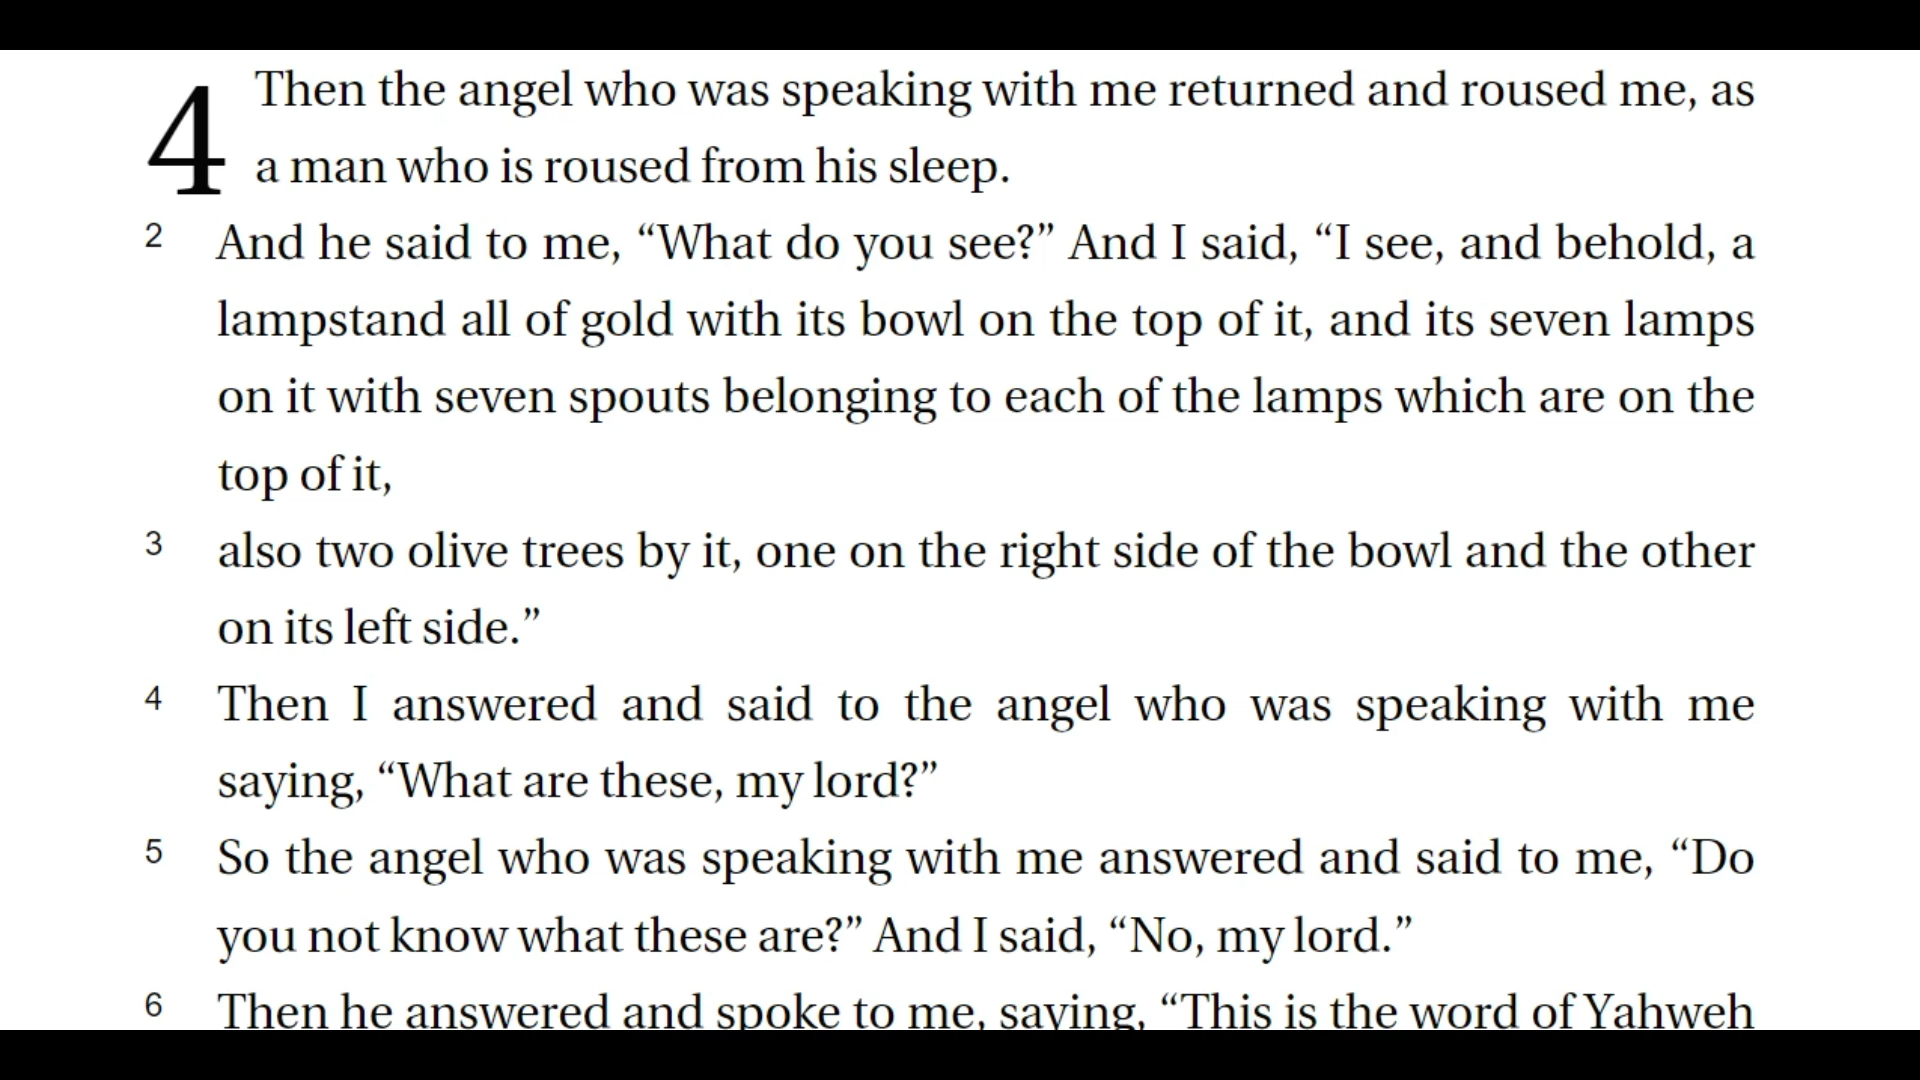 4 Then the angel who was speaking with me returned and roused me, as
a man who is roused from his sleep.
2 And he said to me, “What do you see?” And I said, “I see, and behold, a
lampstand all of gold with its bowl on the top of it, and its seven lamps
on it with seven spouts belonging to each of the lamps which are on the
top of it,
3 also two olive trees by it, one on the right side of the bowl and the other
on its left side.”
4 Then I answered and said to the angel who was speaking with me
saying, “What are these, my lord?”
5 So the angel who was speaking with me answered and said to me, “Do
you not know what these are?” And I said, “No, my lord.”
6 Then he answered and spoke to me, saying, “This is the word of Yahweh